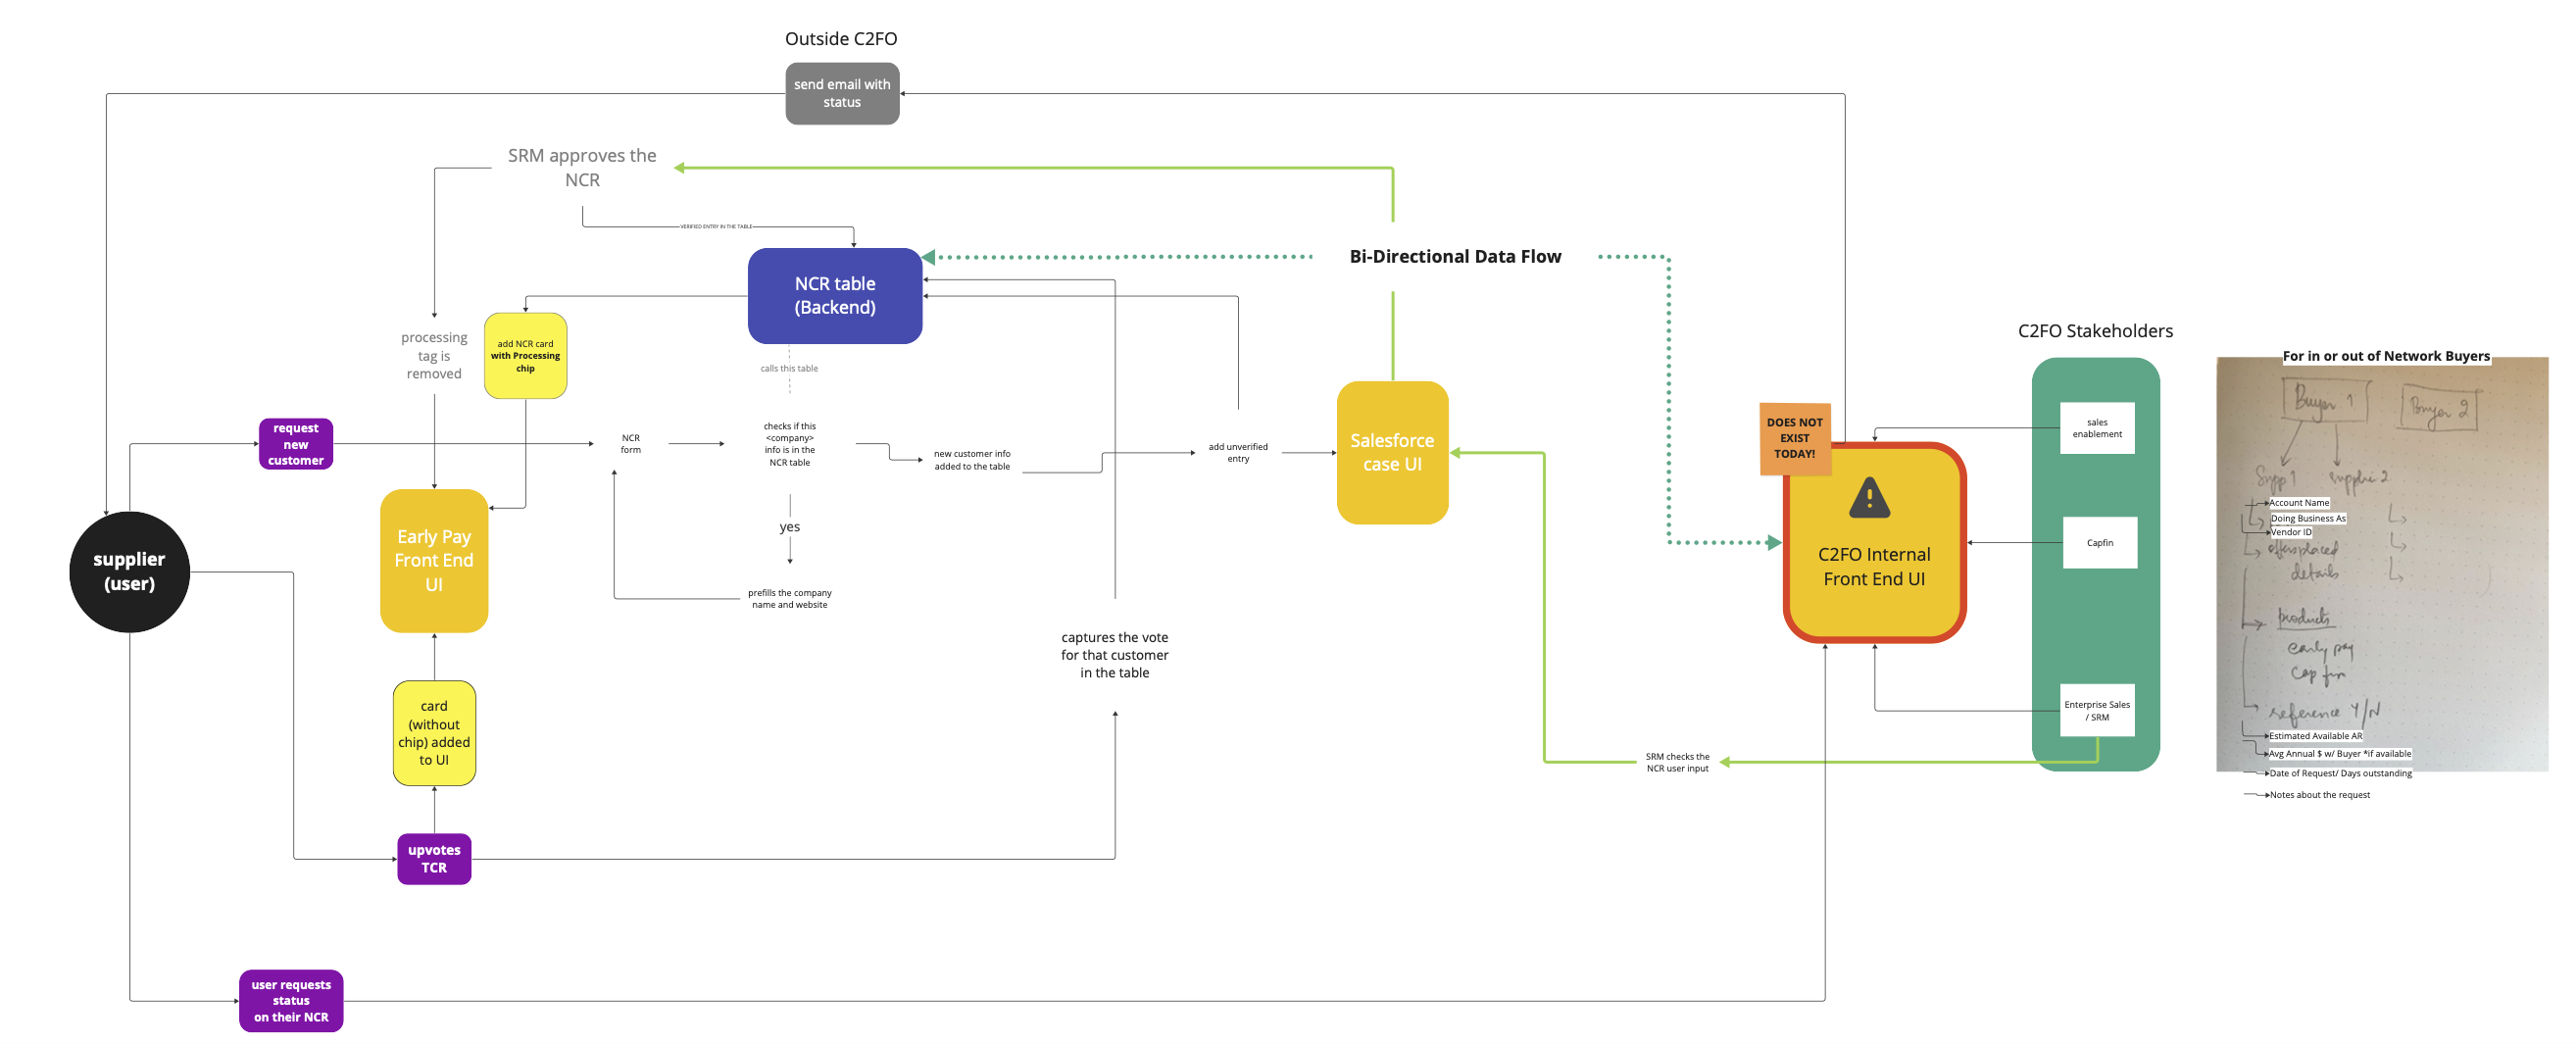 Outside C2FO
send email with
status
SRM approves the
NCR
VERIFIED ENTRY IN THE TABLE
Bi-Directional Data Flow
NCR table
(Backend)
calls this table
processing
tag is
removed
add NCR card
with Processing
chip
request
new
customer
NCR
form
checks if this
<company>
info is in the
NCR table
new customer info
added to the table
add unverified
entry
Salesforce
case UI
yes
prefills the company
name and website
supplier
(user)
Early Pay
Front End
UI
card
(without
chip) added
to UI
upvotes
TCR
captures the vote
for that customer
in the table
user requests
status
on their NCR
SRM checks the
NCR user input
DOES NOT
EXIST
TODAY!
C2FO Internal
Front End UI
C2FO Stakeholders
sales
enablement
Capfin
Enterprise Sales
/ SRM
For in or out of Network Buyers
Buyer 1
Buyer 2
Supp 1
supplier 2
Account Name
Doing Business As
Vendor ID
offers placed
details
products
early pay
Cap fin
reference Y/N
Estimated Available AR
Avg Annual $ w/ Buyer *if available
Date of Request/ Days outstanding
Notes about the request